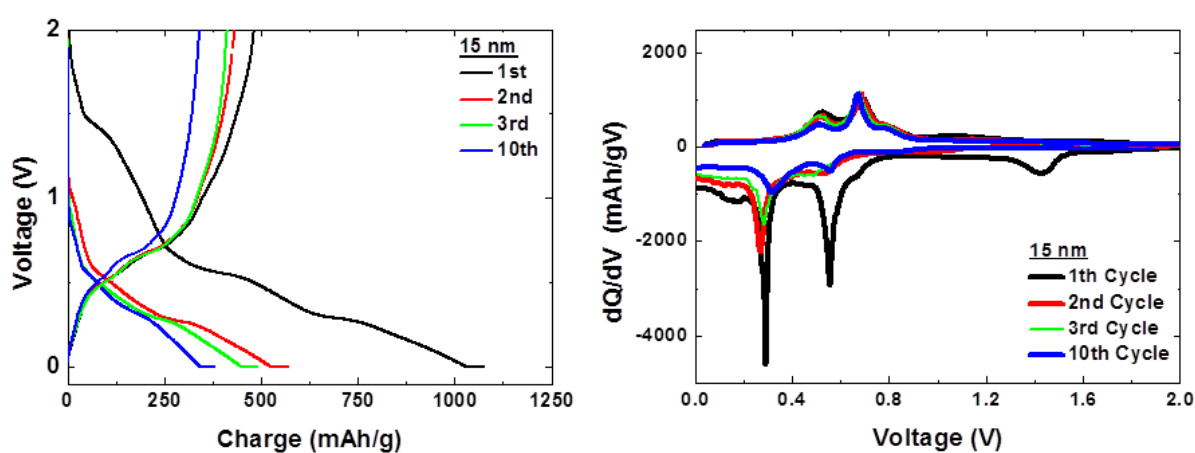 2
1
0
Voltage (V)
15 nm
1st
2nd
3rd
10th
0
250
500
750
1000
1250
Charge (mAh/g)
2000
0
-2000
-4000
dQ/dV (mAh/gV)
15 nm
1th Cycle
2nd Cycle
3rd Cycle
10th Cycle
0.0
0.4
0.8
1.2
1.6
2.0
Voltage (V)